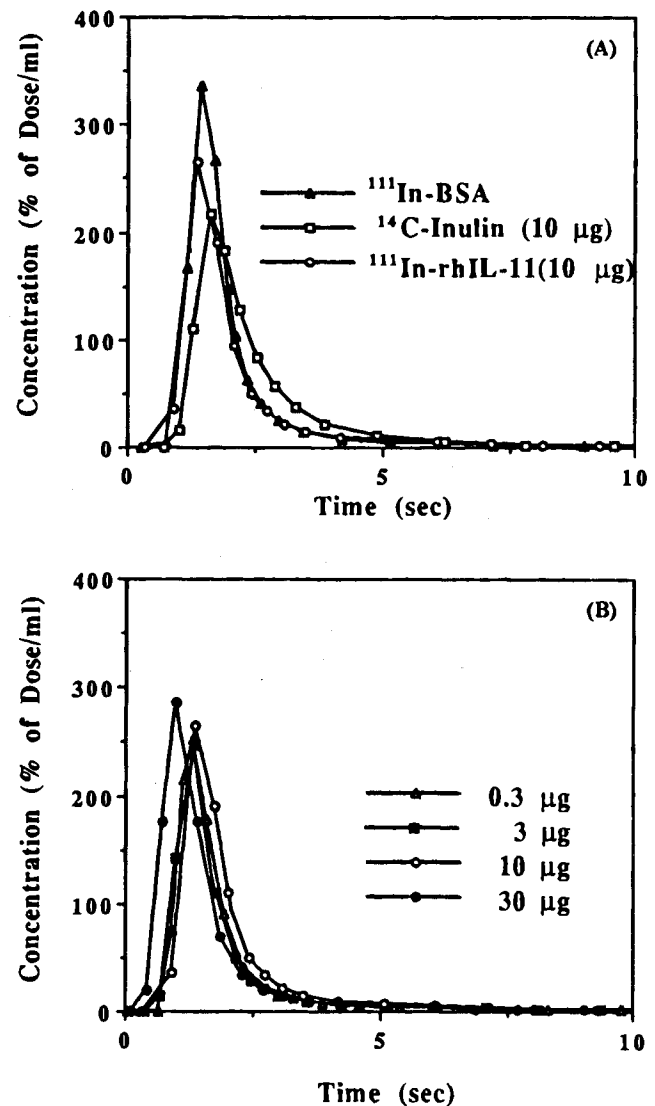 400
(A)
300
200
100
0
Concentration (% of Dose/ml)
¹¹¹In-BSA
¹⁴C-Inulin (10 µg)
¹¹¹In-rhIL-11(10 µg)
0 5 10
Time (sec)
400
(B)
300
200
100
0
Concentration (% of Dose/ml)
0.3 µg
3 µg
10 µg
30 µg
0 5 10
Time (sec)